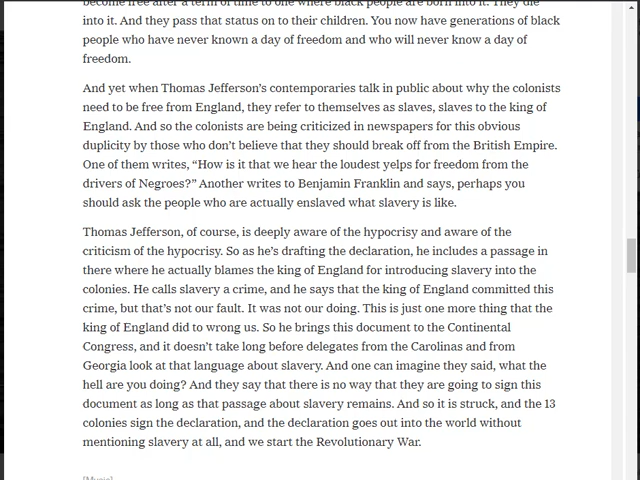 become free after a term of time to one where black people are born into it. They die
into it. And they pass that status on to their children. You now have generations of black
people who have never known a day of freedom and who will never know a day of
freedom.
And yet when Thomas Jefferson’s contemporaries talk in public about why the colonists
need to be free from England, they refer to themselves as slaves, slaves to the king of
England. And so the colonists are being criticized in newspapers for this obvious
duplicity by those who don’t believe that they should break off from the British Empire.
One of them writes, “How is it that we hear the loudest yelps for freedom from the
drivers of Negroes?” Another writes to Benjamin Franklin and says, perhaps you
should ask the people who are actually enslaved what slavery is like.
Thomas Jefferson, of course, is deeply aware of the hypocrisy and aware of the
criticism of the hypocrisy. So as he’s drafting the declaration, he includes a passage in
there where he actually blames the king of England for introducing slavery into the
colonies. He calls slavery a crime, and he says that the king of England committed this
crime, but that’s not our fault. It was not our doing. This is just one more thing that the
king of England did to wrong us. So he brings this document to the Continental
Congress, and it doesn’t take long before delegates from the Carolinas and from
Georgia look at that language about slavery. And one can imagine they said, what the
hell are you doing? And they say that there is no way that they are going to sign this
document as long as that passage about slavery remains. And so it is struck, and the 13
colonies sign the declaration, and the declaration goes out into the world without
mentioning slavery at all, and we start the Revolutionary War.
[Music]